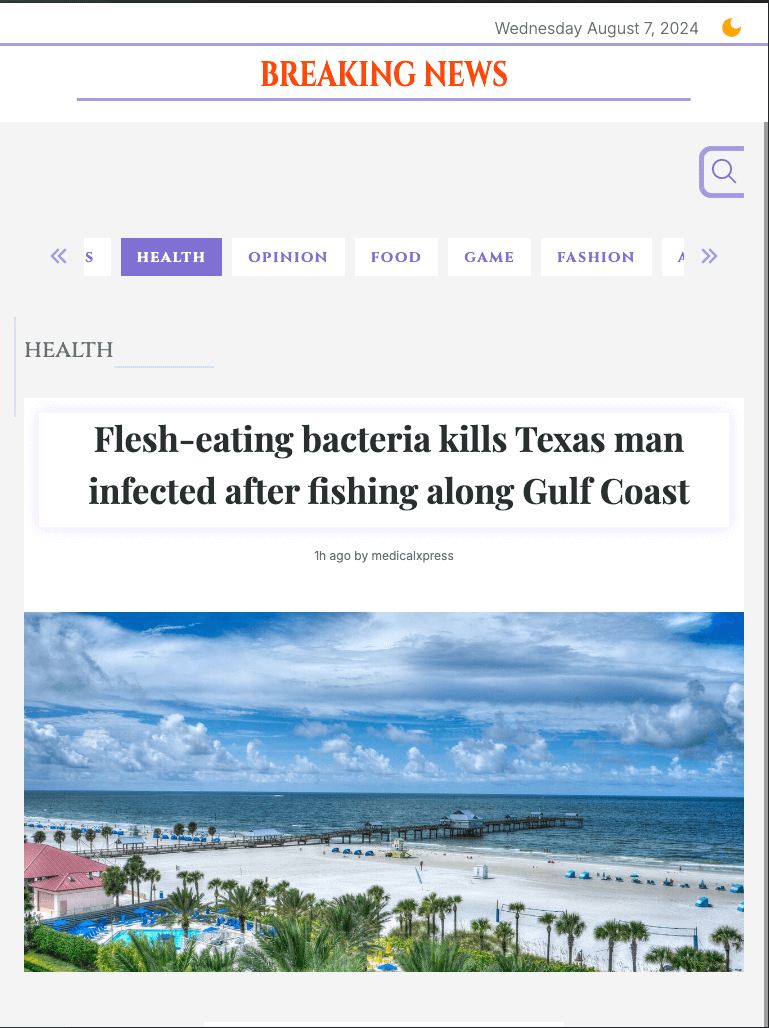 Wednesday August 7, 2024
BREAKING NEWS
S HEALTH OPINION FOOD GAME FASHION
HEALTH
Flesh-eating bacteria kills Texas man
infected after fishing along Gulf Coast
1h ago by medicalxpress